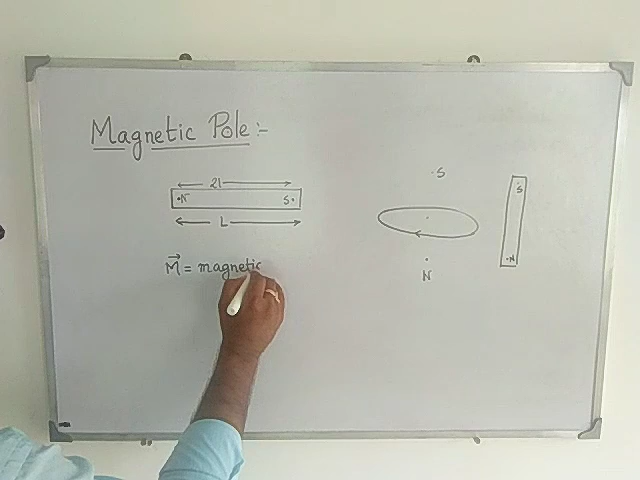 Magnetic Pole :-
2l
N S
L
M⃗ = magnetic
S
N
S
N